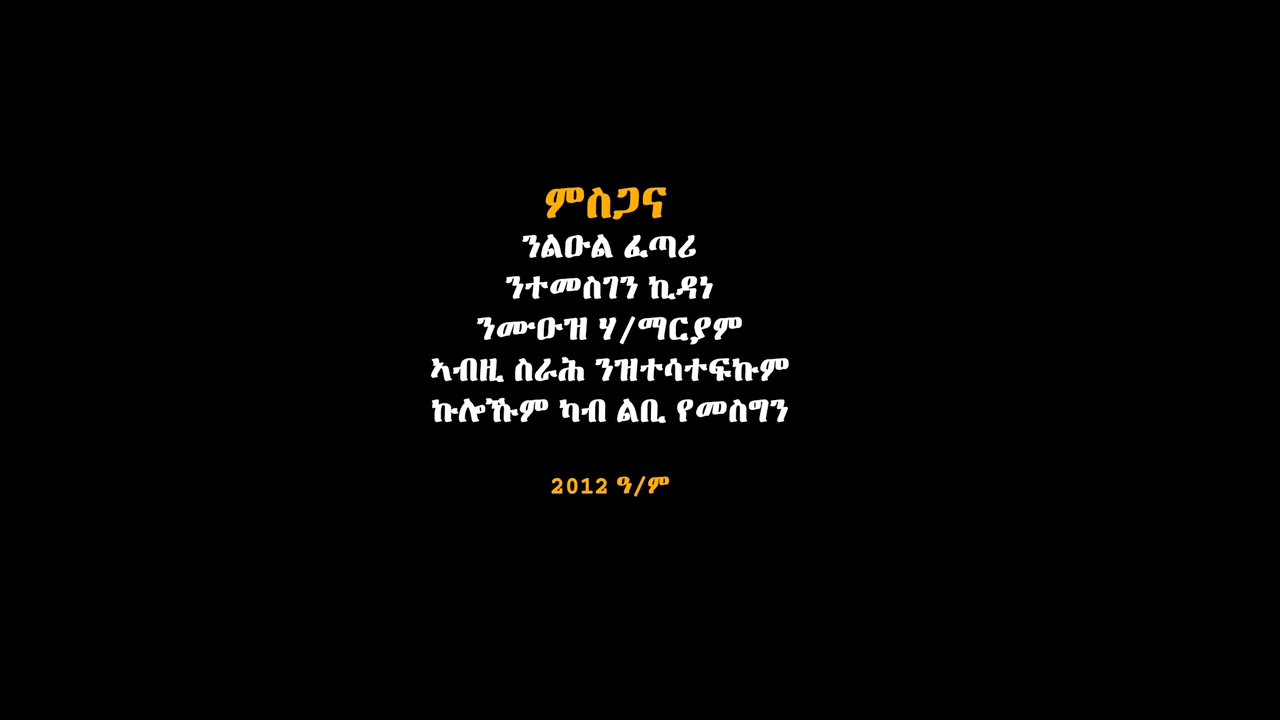 ምስጋና
ንልዑል ፈጣሪ
ንተመስገን ኪዳነ
ንሙዑዝ ሃ/ማርያም
ኣብዚ ስራሕ ንዝተሳተፍኩም
ኩሎኹም ካብ ልቢ የመስግን
2012 ዓ/ም